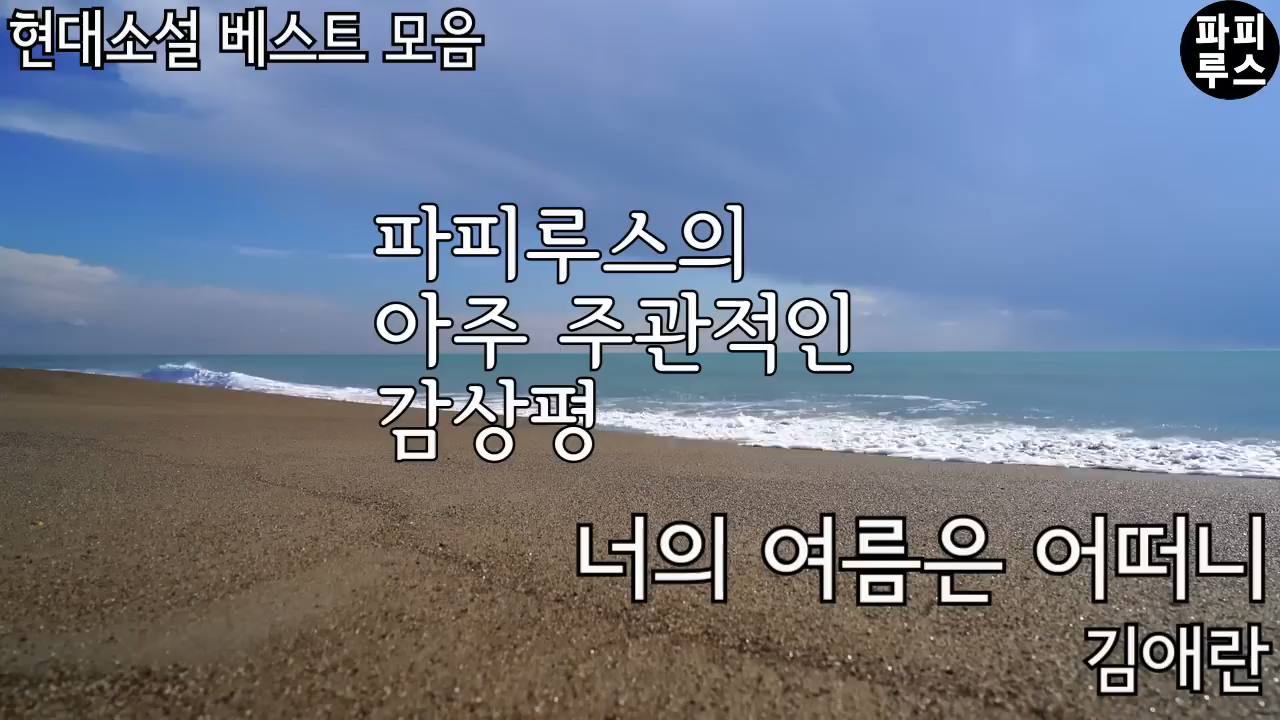 현대소설 베스트 모음
파피
루스
파피루스의
아주 주관적인
감상평
너의 여름은 어떠니
김애란